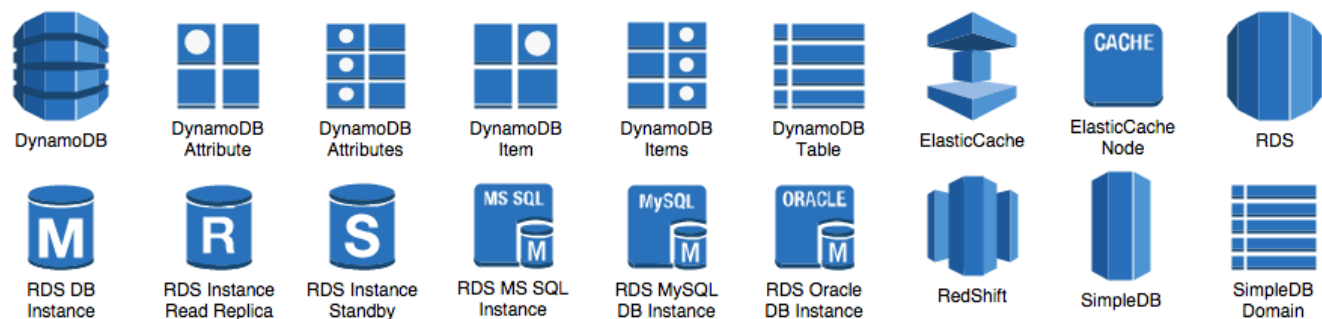 DynamoDB
DynamoDB
Attribute
DynamoDB
Attributes
DynamoDB
Item
DynamoDB
Items
DynamoDB
Table
ElasticCache
CACHE
ElasticCache
Node
RDS
M
RDS DB
Instance
R
RDS Instance
Read Replica
S
RDS Instance
Standby
MS SQL
M
RDS MS SQL
Instance
MySQL
M
RDS MySQL
DB Instance
ORACLE
M
RDS Oracle
DB Instance
RedShift
SimpleDB
SimpleDB
Domain